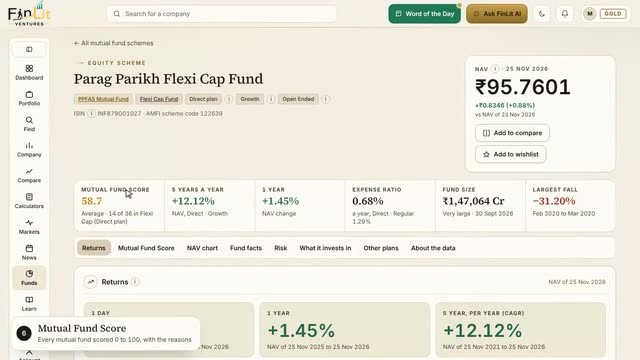 FinLit
VENTURES
Search for a company
Word of the Day
Ask FinLit AI
M
GOLD
Dashboard
Portfolio
Find
Company
Compare
Calculators
Markets
News
Funds
Learn
← All mutual fund schemes
EQUITY SCHEME
Parag Parikh Flexi Cap Fund
PPFAS Mutual Fund Flexi Cap Fund Direct plan i Growth i Open Ended i
ISIN i INF879O01027 · AMFI scheme code 122639
NAV i · 25 NOV 2026
₹95.7601
+0.8346 (+0.88%)
vs NAV of 23 Nov 2026
Add to compare
Add to wishlist
MUTUAL FUND SCORE
58.7
Average · 14 of 36 in Flexi
Cap (Direct plan)
5 YEARS A YEAR
+12.12%
NAV, Direct · Growth
1 YEAR
+1.45%
NAV change
EXPENSE RATIO
0.68%
a year, Direct · Regular
1.29%
FUND SIZE
₹1,47,064 Cr
Very large · 30 Sept 2026
LARGEST FALL
−31.20%
Feb 2020 to Mar 2020
Returns Mutual Fund Score NAV chart Fund facts Risk What it invests in Other plans About the data
Returns i
NAV of 25 Nov 2026
1 DAY
1 YEAR
+1.45%
NAV of 25 Nov 2025 to 25 Nov 2026
5 YEAR, PER YEAR (CAGR)
+12.12%
NAV of 25 Nov 2021 to 25 Nov 2026
6
Mutual Fund Score
Every mutual fund scored 0 to 100, with the reasons